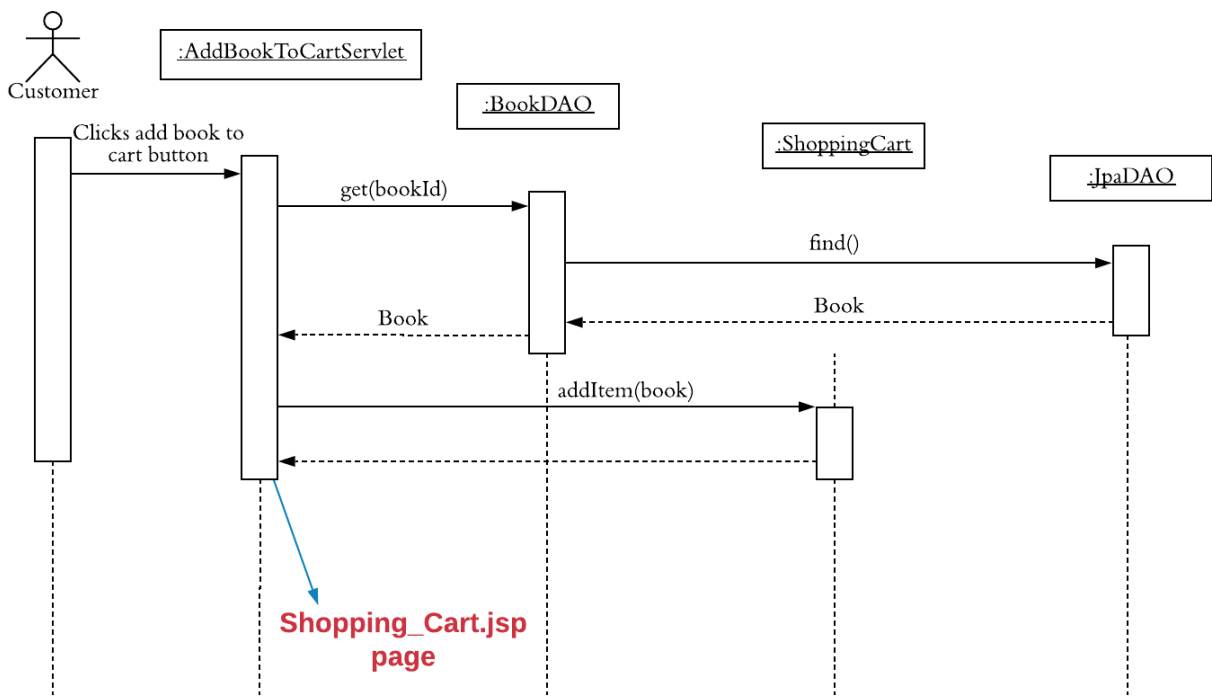 Customer
:AddBookToCartServlet
:BookDAO
:ShoppingCart
:JpaDAO
Clicks add book to
cart button
get(bookId)
find()
Book
Book
addItem(book)
Shopping_Cart.jsp
page